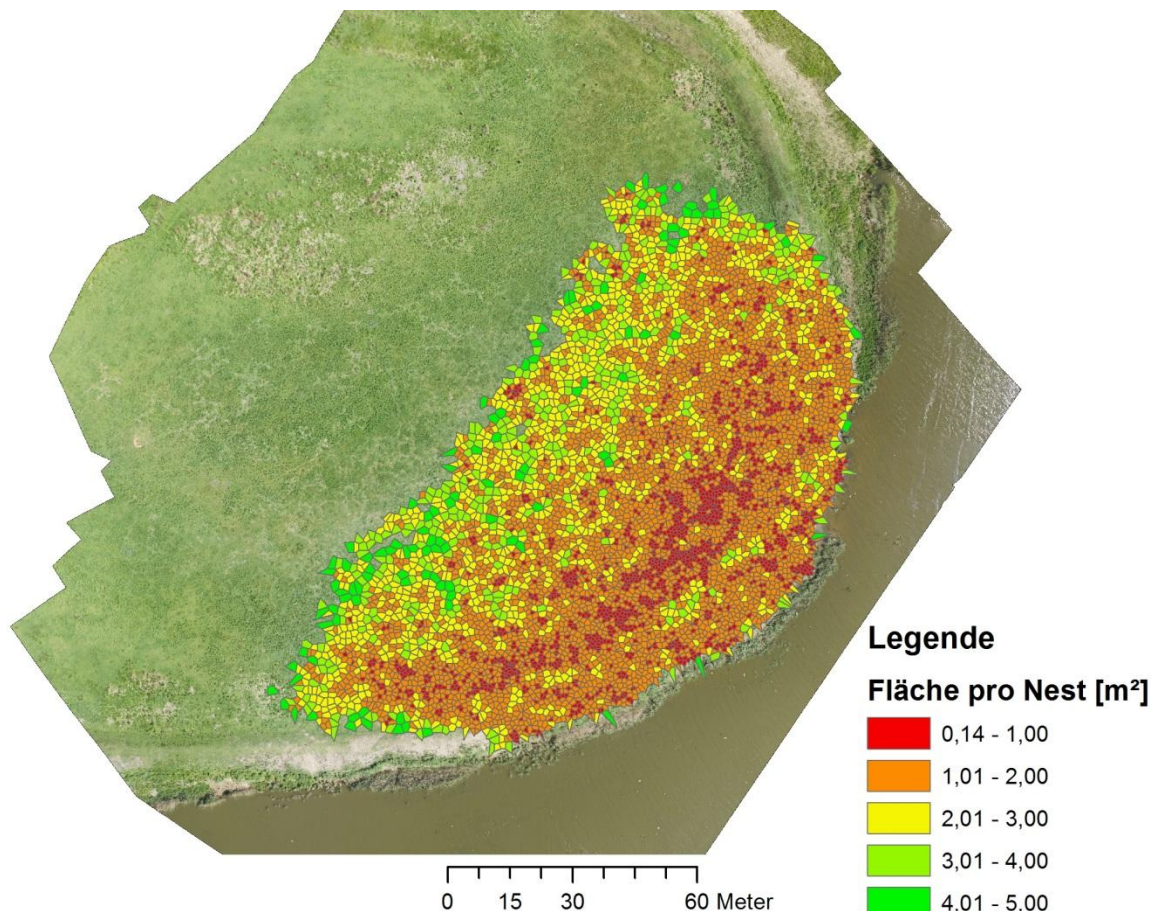 Legende
Fläche pro Nest [m²]
0,14 - 1,00
1,01 - 2,00
2,01 - 3,00
3,01 - 4,00
4,01 - 5,00
0 15 30 60 Meter